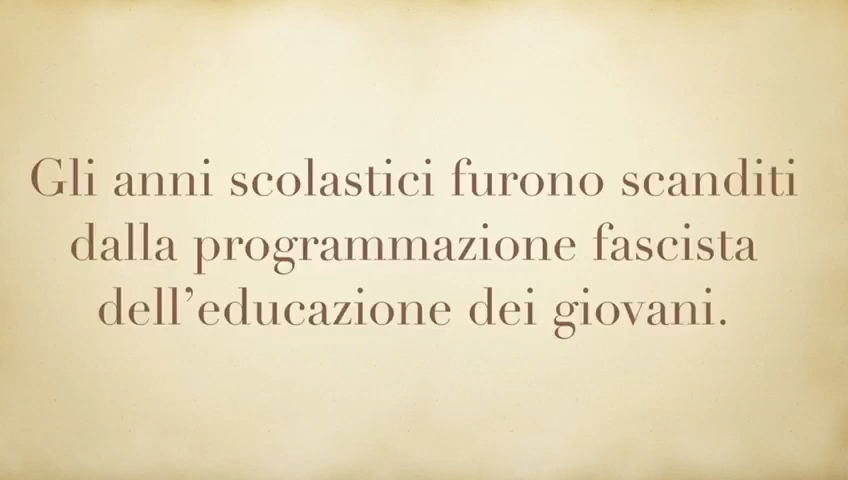 Gli anni scolastici furono scanditi
dalla programmazione fascista
dell’educazione dei giovani.